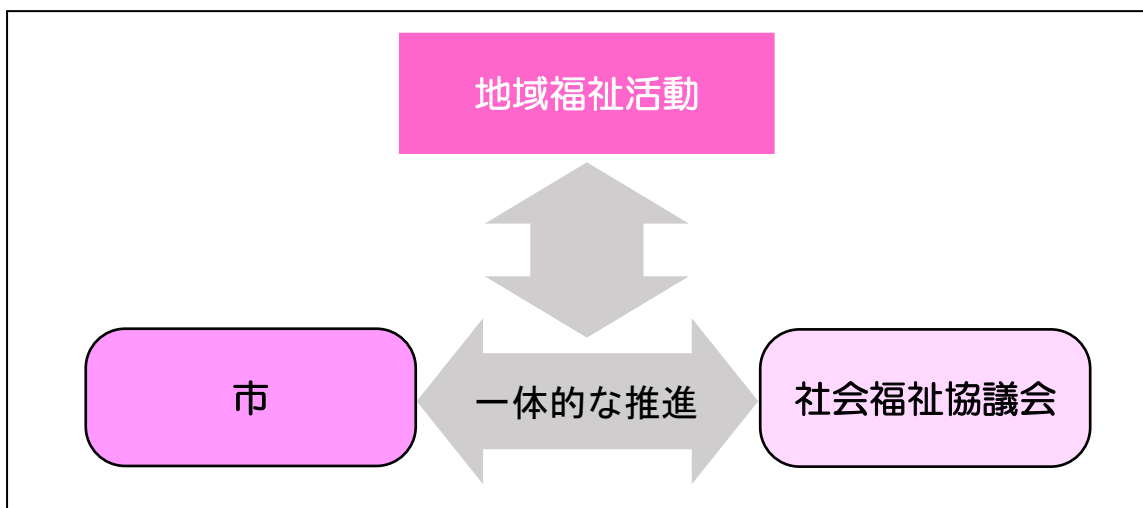 地域福祉活動
市
一体的な推進
社会福祉協議会